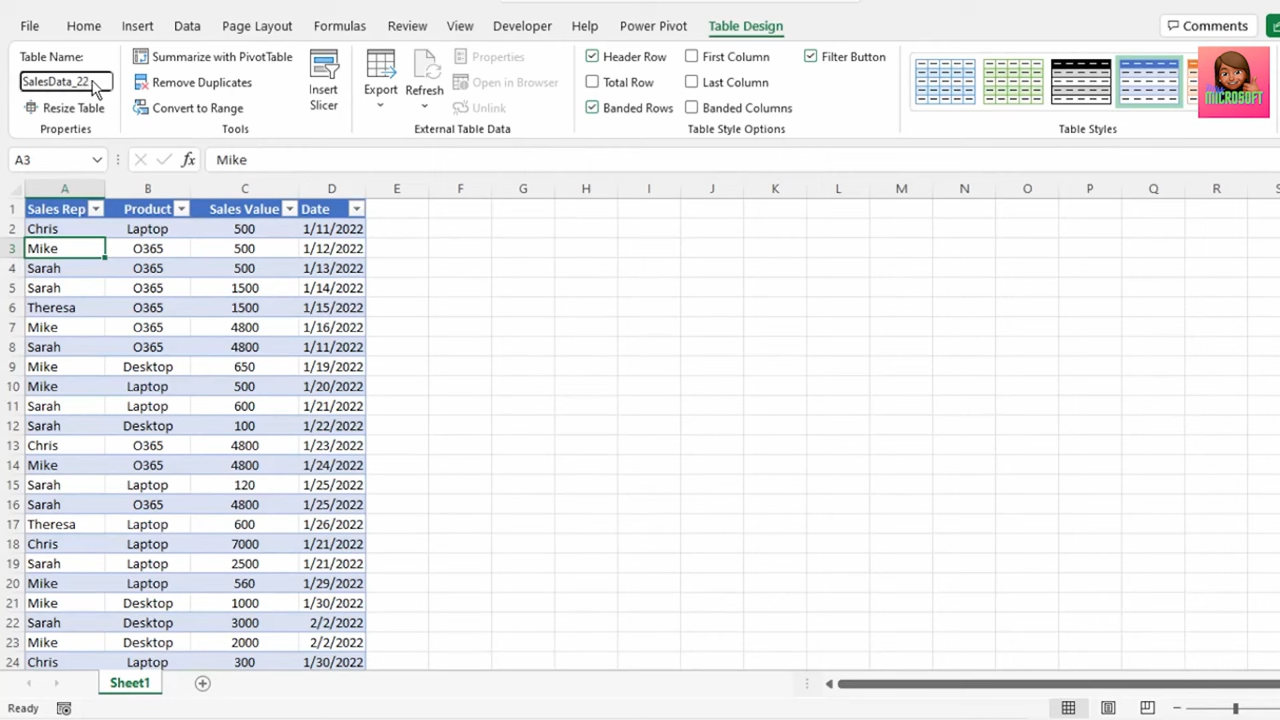 File Home Insert Data Page Layout Formulas Review View Developer Help Power Pivot Table Design Comments
Table Name: Summarize with PivotTable Properties Header Row First Column Filter Button
SalesData_22 Remove Duplicates Insert Slicer Export Refresh Open in Browser Total Row Last Column
Resize Table Convert to Range Unlink Banded Rows Banded Columns MICROSOFT
Properties Tools External Table Data Table Style Options Table Styles
A3 fx Mike
A B C D E F G H I J K L M N O P Q R S
1 Sales Rep Product Sales Value Date
2 Chris Laptop 500 1/11/2022
3 Mike O365 500 1/12/2022
4 Sarah O365 500 1/13/2022
5 Sarah O365 1500 1/14/2022
6 Theresa O365 1500 1/15/2022
7 Mike O365 4800 1/16/2022
8 Sarah O365 4800 1/11/2022
9 Mike Desktop 650 1/19/2022
10 Mike Laptop 500 1/20/2022
11 Sarah Laptop 600 1/21/2022
12 Sarah Desktop 100 1/22/2022
13 Chris O365 4800 1/23/2022
14 Mike O365 4800 1/24/2022
15 Sarah Laptop 120 1/25/2022
16 Sarah O365 4800 1/25/2022
17 Theresa Laptop 600 1/26/2022
18 Chris Laptop 7000 1/21/2022
19 Sarah Laptop 2500 1/21/2022
20 Mike Laptop 560 1/29/2022
21 Mike Desktop 1000 1/30/2022
22 Sarah Desktop 3000 2/2/2022
23 Mike Desktop 2000 2/2/2022
24 Chris Laptop 300 1/30/2022
Sheet1
Ready